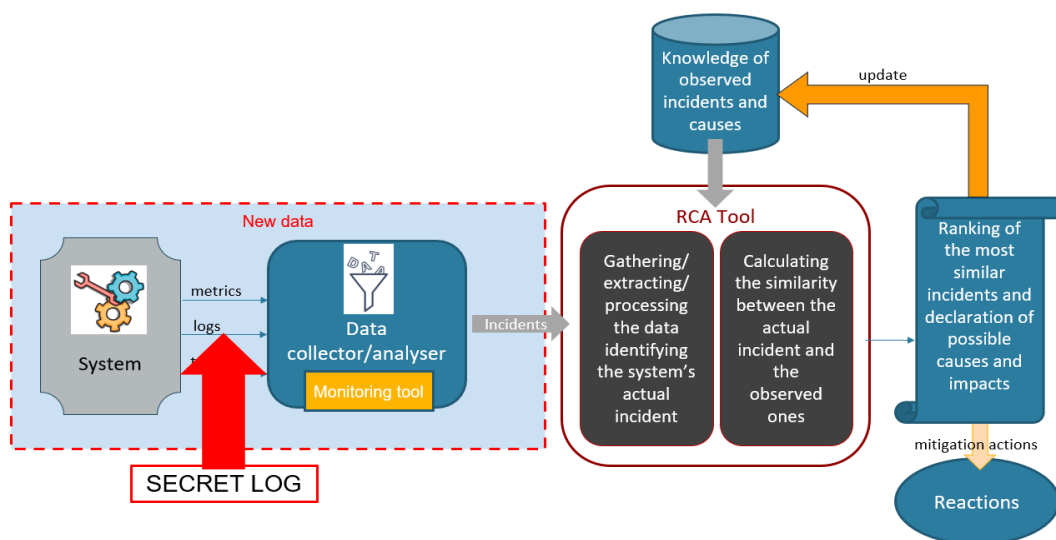 Knowledge of
observed
incidents and
causes
update
New data
RCA Tool
System
metrics
logs
DATA
Data
collector/analyser
Monitoring tool
Incidents
Gathering/
extracting/
processing
the data
identifying
the system's
actual
incident
Calculating
the similarity
between the
actual
incident and
the
observed
ones
Ranking of
the most
similar
incidents and
declaration of
possible
causes and
impacts
mitigation actions
Reactions
SECRET LOG